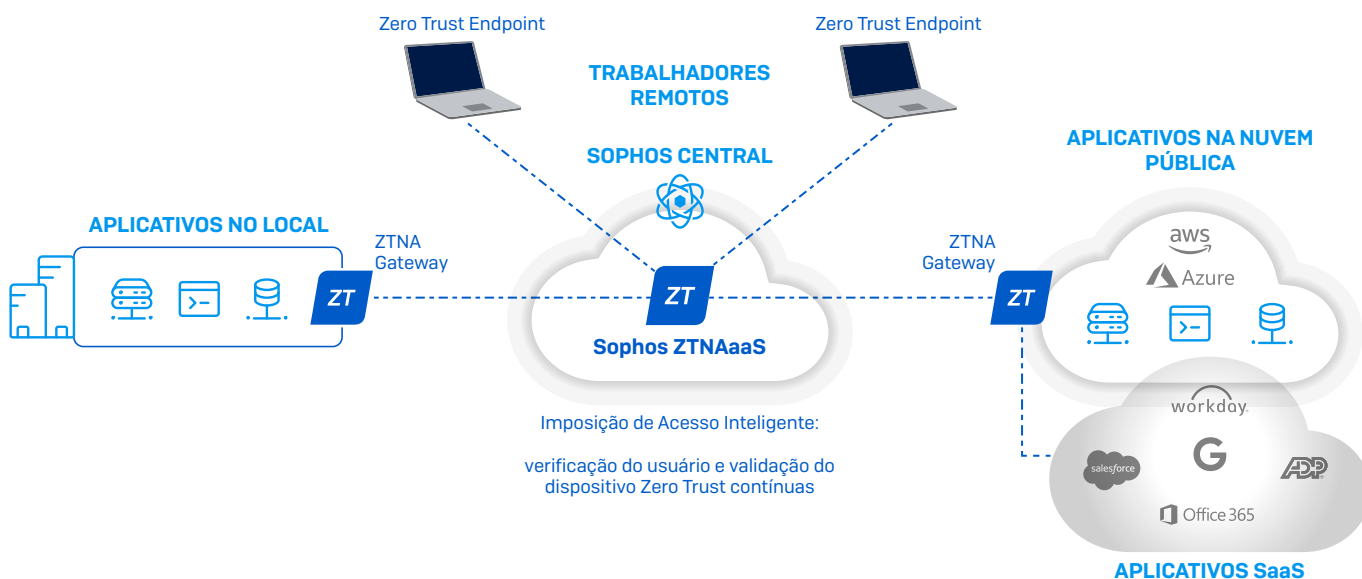 Zero Trust Endpoint
Zero Trust Endpoint
TRABALHADORES
REMOTOS
SOPHOS CENTRAL
APLICATIVOS NA NUVEM
PÚBLICA
APLICATIVOS NO LOCAL
ZTNA
Gateway
ZT
ZT
Sophos ZTNAaaS
ZTNA
Gateway
ZT
aws
Azure
Imposição de Acesso Inteligente:
verificação do usuário e validação do
dispositivo Zero Trust contínuas
workday.
salesforce
G
ADP
Office 365
APLICATIVOS SaaS